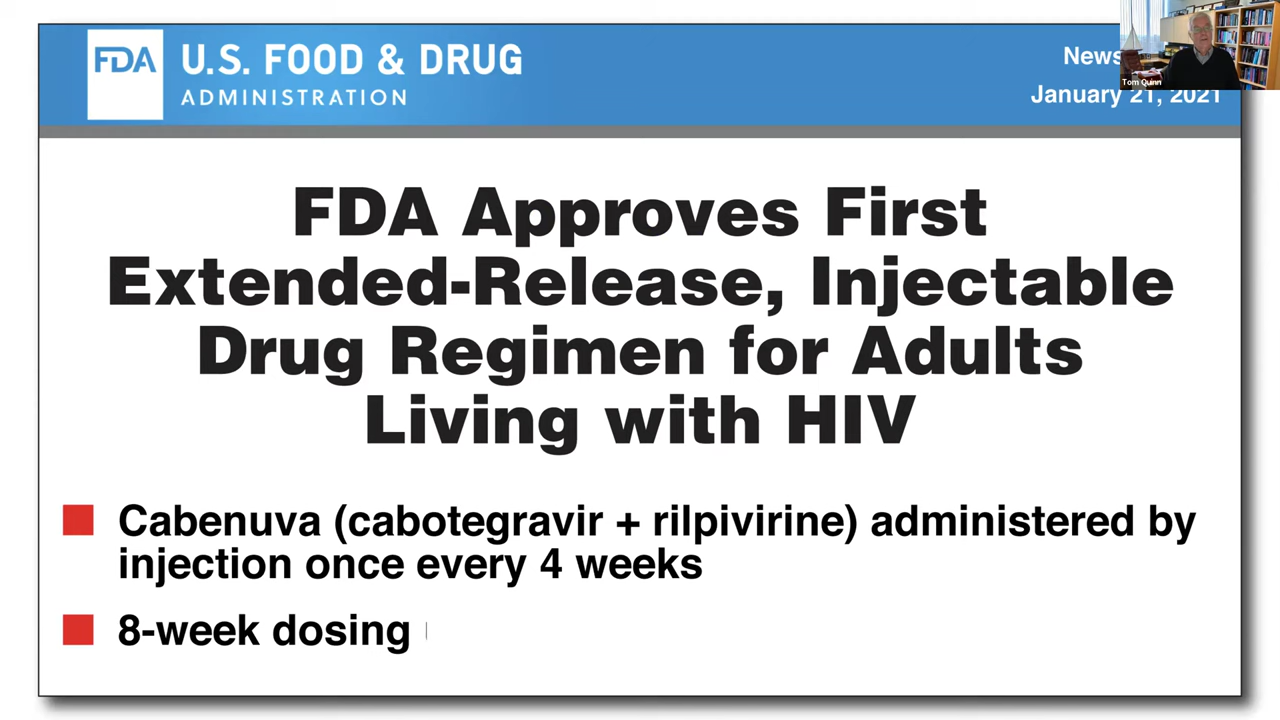 FDA U.S. FOOD & DRUG
ADMINISTRATION
News
January 21, 2021
Tom Quinn
FDA Approves First
Extended-Release, Injectable
Drug Regimen for Adults
Living with HIV
Cabenuva (cabotegravir + rilpivirine) administered by
injection once every 4 weeks
8-week dosing